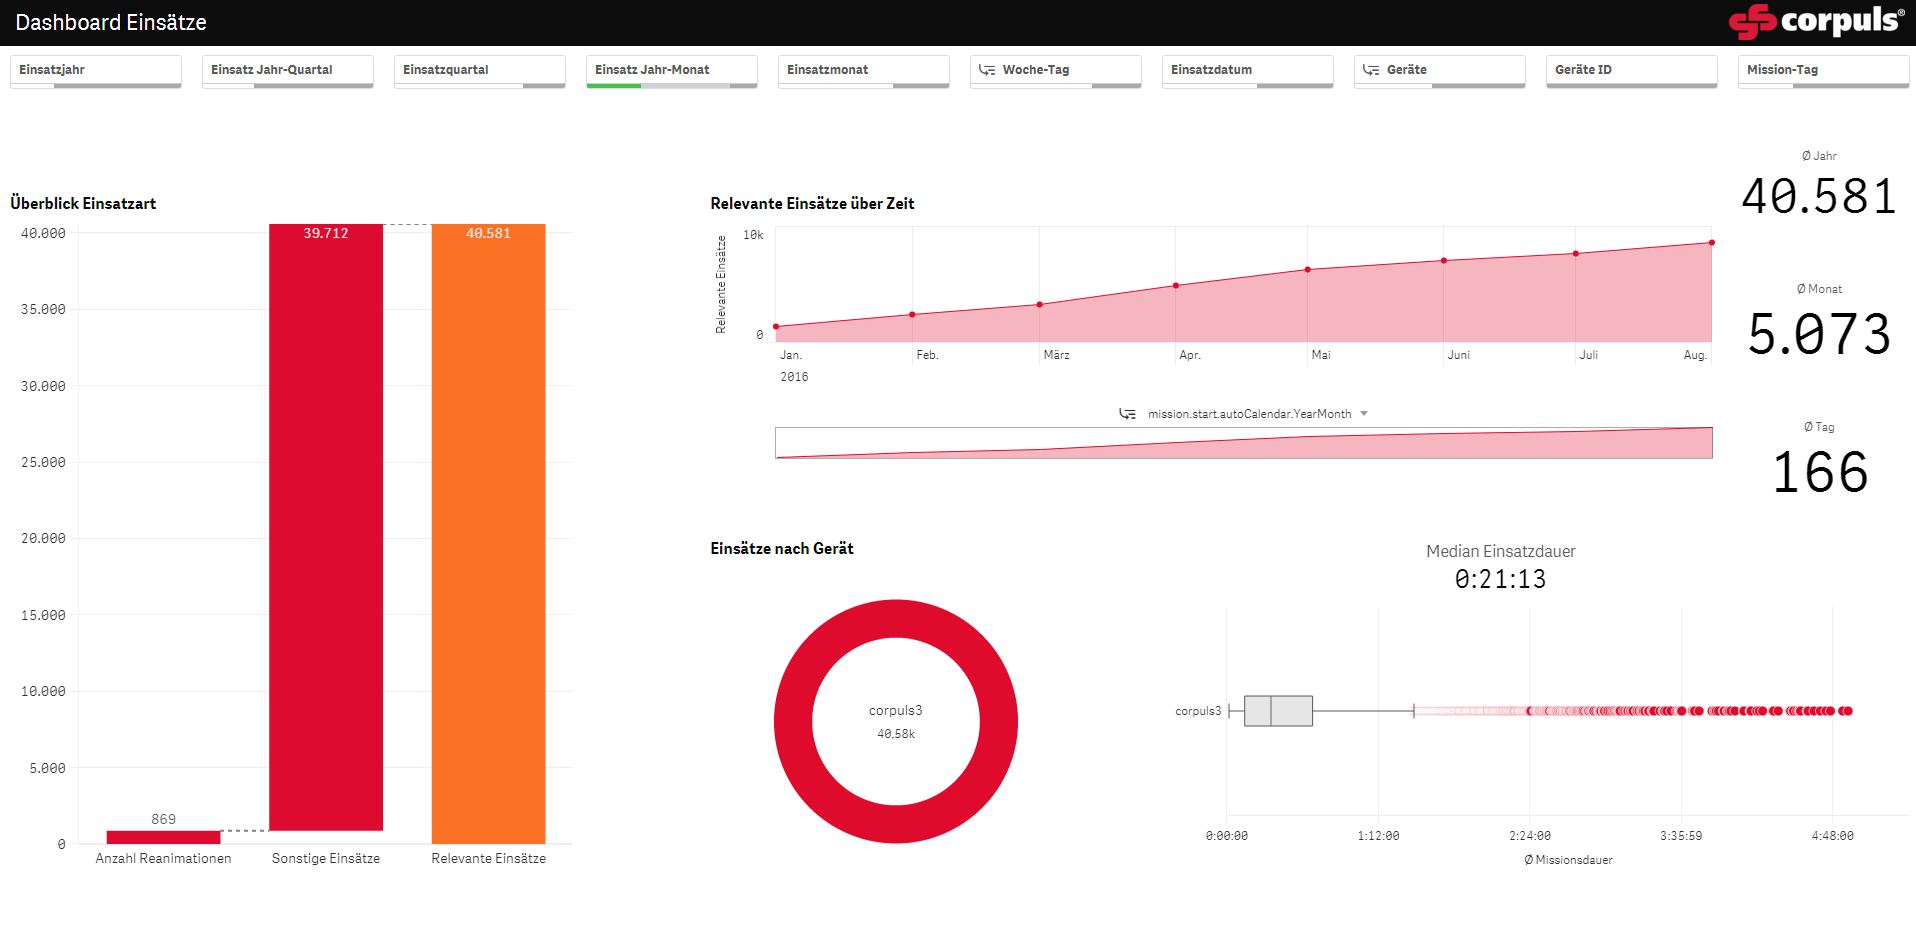 Dashboard Einsätze
corpuls®
Einsatzjahr
Einsatz Jahr-Quartal
Einsatzquartal
Einsatz Jahr-Monat
Einsatzmonat
Woche-Tag
Einsatzdatum
Geräte
Geräte ID
Mission-Tag
Überblick Einsatzart
40.000
35.000
30.000
25.000
20.000
15.000
10.000
5.000
0
869
39.712
40.581
Anzahl Reanimationen
Sonstige Einsätze
Relevante Einsätze
Relevante Einsätze über Zeit
Relevante Einsätze
10k
0
Jan.
Feb.
März
Apr.
Mai
Juni
Juli
Aug.
2016
mission.start.autoCalendar.YearMonth
Ø Jahr
40.581
Ø Monat
5.073
Ø Tag
166
Einsätze nach Gerät
corpuls3
40,58k
Median Einsatzdauer
0:21:13
corpuls3
0:00:00
1:12:00
2:24:00
3:35:59
4:48:00
Ø Missionsdauer